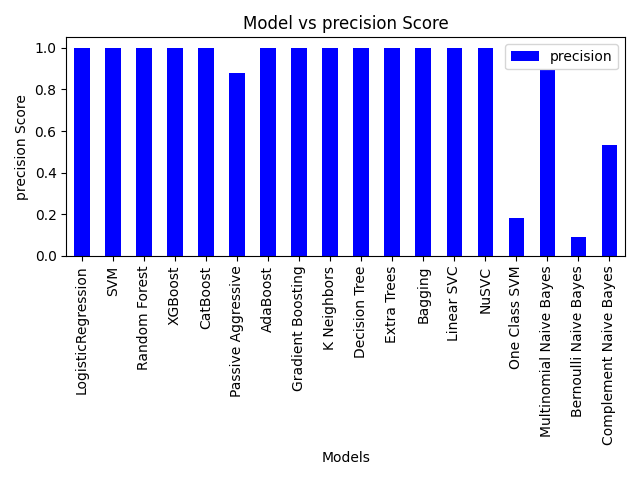 Model vs precision Score
precision Score
1.0
0.8
0.6
0.4
0.2
0.0
precision
LogisticRegression
SVM
Random Forest
XGBoost
CatBoost
Passive Aggressive
AdaBoost
Gradient Boosting
K Neighbors
Decision Tree
Extra Trees
Bagging
Linear SVC
NuSVC
One Class SVM
Multinomial Naive Bayes
Bernoulli Naive Bayes
Complement Naive Bayes
Models